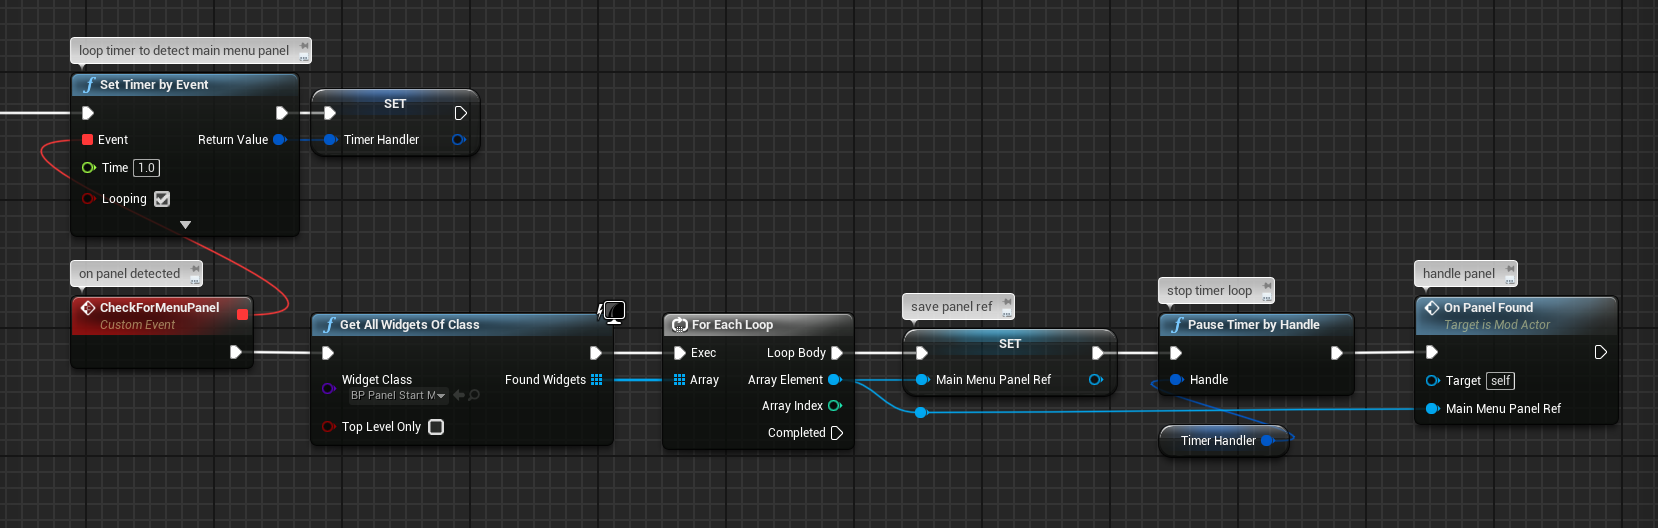 loop timer to detect main menu panel
Set Timer by Event
Event
Return Value
Time 1.0
Looping
SET
Timer Handler
on panel detected
CheckForMenuPanel
Custom Event
Get All Widgets Of Class
Widget Class
BP Panel Start M
Found Widgets
Top Level Only
For Each Loop
Exec
Loop Body
Array
Array Element
Array Index
Completed
save panel ref
SET
Main Menu Panel Ref
stop timer loop
Pause Timer by Handle
Handle
Timer Handler
handle panel
On Panel Found
Target is Mod Actor
Target self
Main Menu Panel Ref